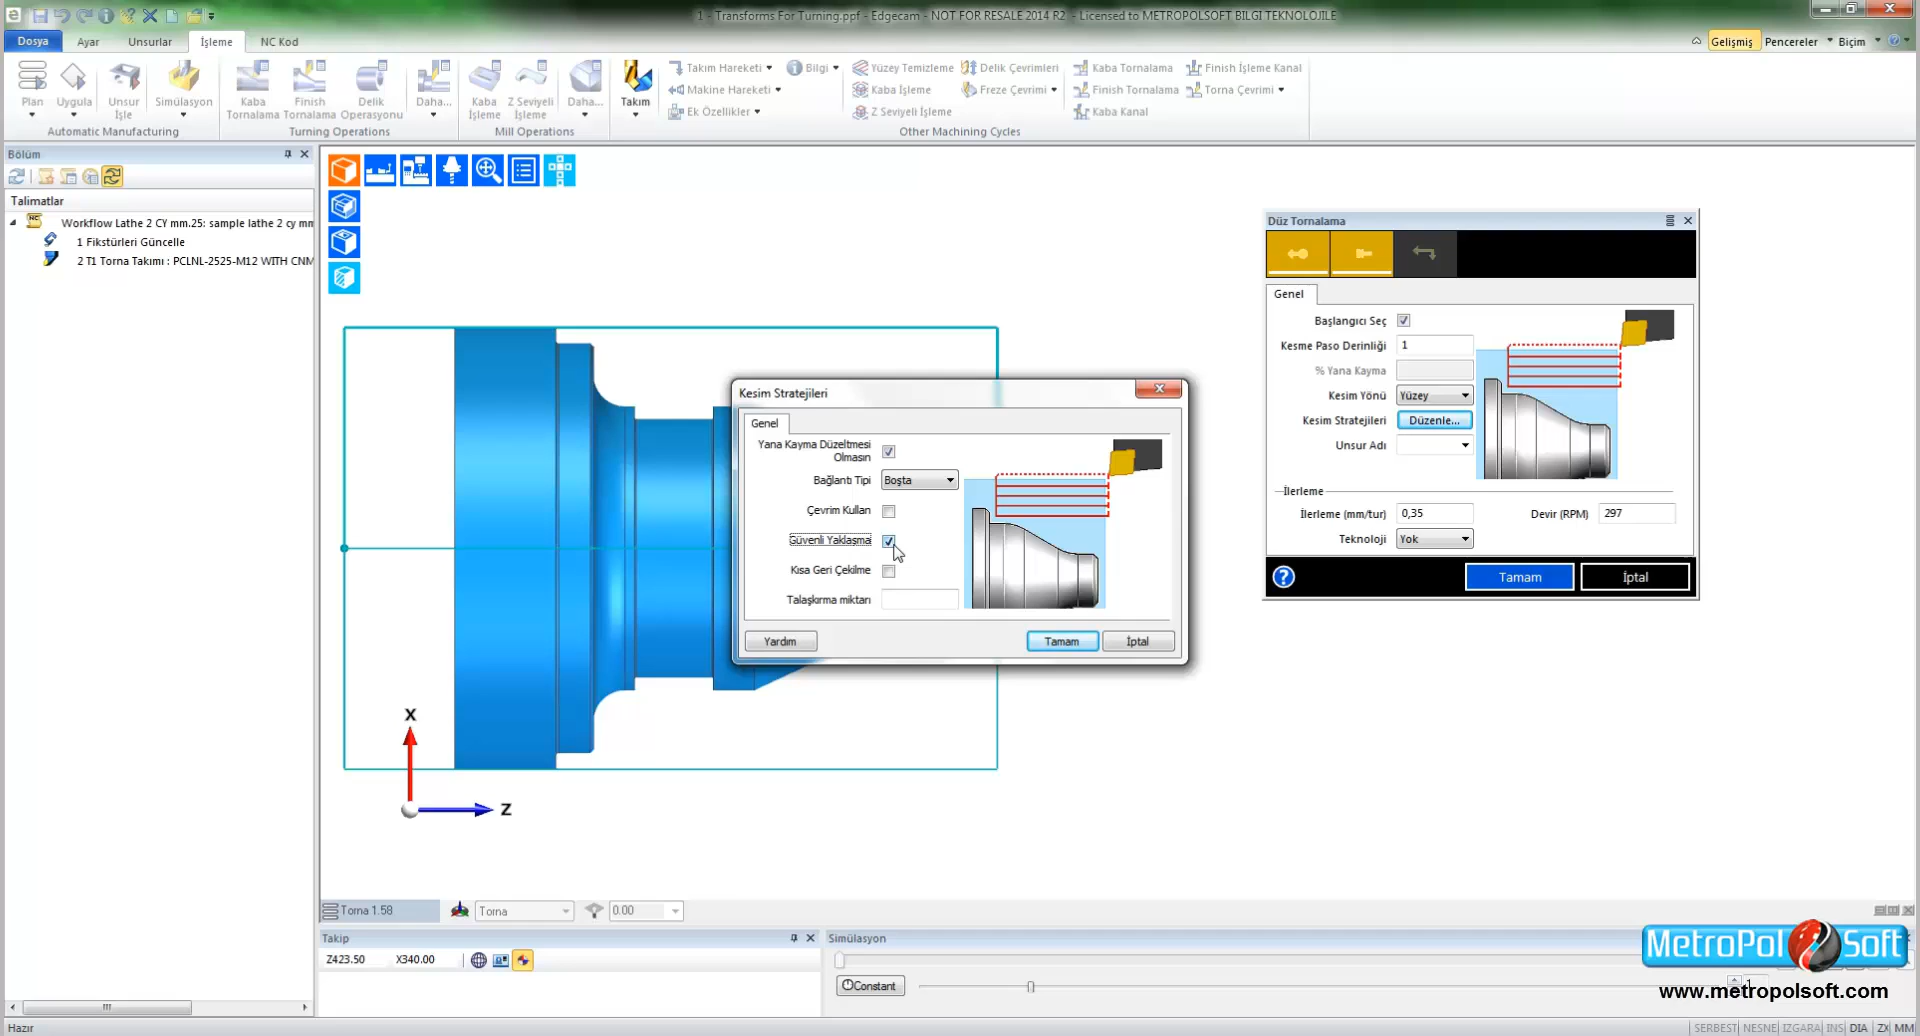 1 - Transforms For Turning.ppf - Edgecam - NOT FOR RESALE 2014 R2 - Licensed to METROPOLSOFT BILGI TEKNOLOJILE
Dosya Ayar Unsurlar İşleme NC Kod
Gelişmiş Pencereler Biçim
Plan
Uygula
Unsur İşle
Simülasyon
Automatic Manufacturing
Kaba Tornalama
Finish Tornalama
Delik Operasyonu
Daha...
Turning Operations
Kaba İşleme
Z Seviyeli İşleme
Daha...
Mill Operations
Takım
Takım Hareketi
Makine Hareketi
Ek Özellikler
Bilgi
Yüzey Temizleme
Kaba İşleme
Z Seviyeli İşleme
Delik Çevrimleri
Freze Çevrimi
Kaba Tornalama
Finish Tornalama
Kaba Kanal
Finish İşleme Kanal
Torna Çevrimi
Other Machining Cycles
Bölüm
Talimatlar
Workflow Lathe 2 CY mm.25: sample lathe 2 cy mm
1 Fikstürleri Güncelle
2 T1 Torna Takımı : PCLNL-2525-M12 WITH CNM
Kesim Stratejileri
Genel
Yana Kayma Düzeltmesi
Olmasın
Bağlantı Tipi Boşta
Çevrim Kullan
Güvenli Yaklaşma
Kısa Geri Çekilme
Talaşkırma miktarı
Yardım Tamam İptal
Düz Tornalama
Genel
Başlangıcı Seç
Kesme Paso Derinliği 1
% Yana Kayma
Kesim Yönü Yüzey
Kesim Stratejileri Düzenle...
Unsur Adı
İlerleme
İlerleme (mm/tur) 0,35 Devir (RPM) 297
Teknoloji Yok
? Tamam İptal
X
Z
Torna 1.58 Torna 0.00
Takip
Z423.50 X340.00
Simülasyon
Constant
MetroPol Soft
www.metropolsoft.com
Hazır
SERBEST NESNE IZGARA INS DIA ZX MM